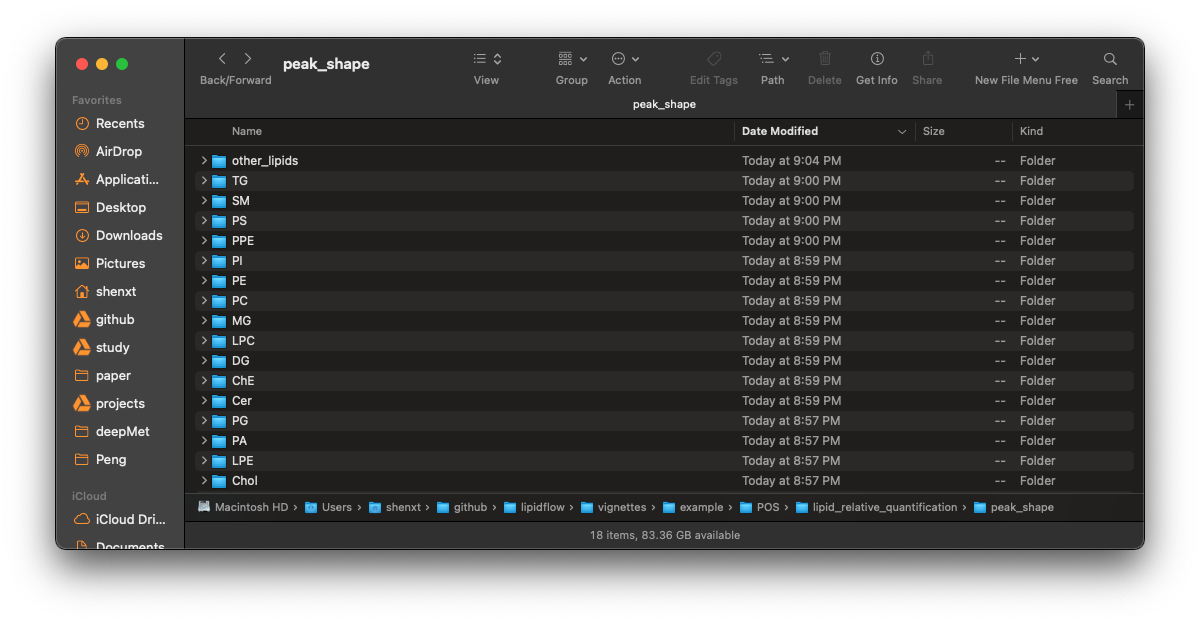 peak_shape
Back/Forward
View
Group
Action
Edit Tags
Path
Delete
Get Info
Share
New File Menu Free
Search
peak_shape
Favorites
Recents
AirDrop
Applicati...
Desktop
Downloads
Pictures
shenxt
github
study
paper
projects
deepMet
Peng
iCloud
iCloud Dri...
Documents
Name Date Modified Size Kind
other_lipids Today at 9:04 PM -- Folder
TG Today at 9:00 PM -- Folder
SM Today at 9:00 PM -- Folder
PS Today at 9:00 PM -- Folder
PPE Today at 9:00 PM -- Folder
PI Today at 8:59 PM -- Folder
PE Today at 8:59 PM -- Folder
PC Today at 8:59 PM -- Folder
MG Today at 8:59 PM -- Folder
LPC Today at 8:59 PM -- Folder
DG Today at 8:59 PM -- Folder
ChE Today at 8:59 PM -- Folder
Cer Today at 8:59 PM -- Folder
PG Today at 8:57 PM -- Folder
PA Today at 8:57 PM -- Folder
LPE Today at 8:57 PM -- Folder
Chol Today at 8:57 PM -- Folder
Macintosh HD › Users › shenxt › github › lipidflow › vignettes › example › POS › lipid_relative_quantification › peak_shape
18 items, 83.36 GB available